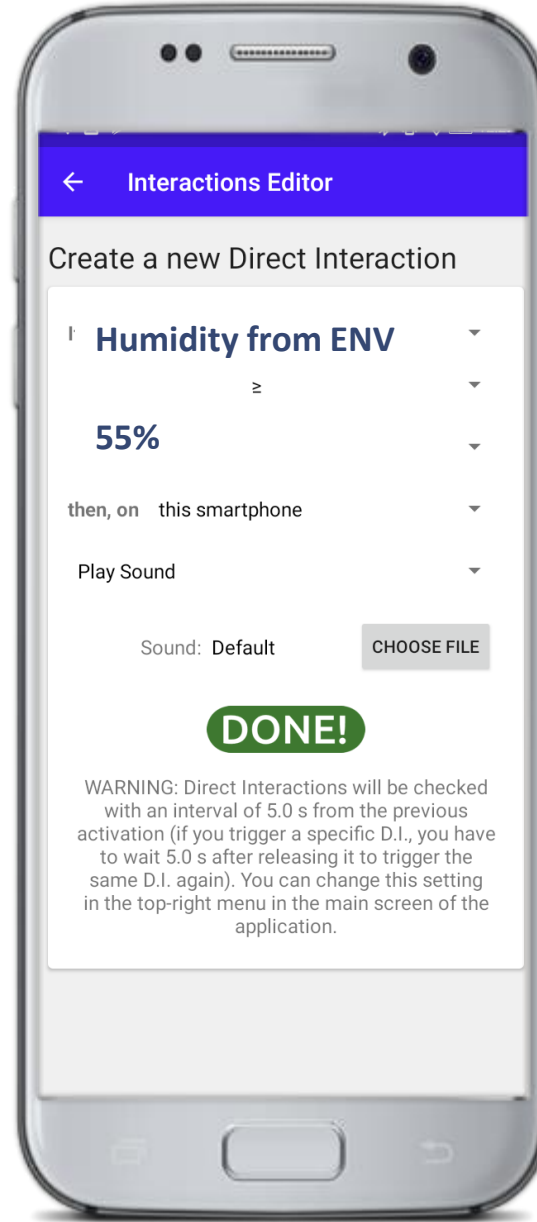 Interactions Editor
Create a new Direct Interaction
Humidity from ENV
≥
55%
then, on this smartphone
Play Sound
Sound: Default CHOOSE FILE
DONE!
WARNING: Direct Interactions will be checked
with an interval of 5.0 s from the previous
activation (if you trigger a specific D.I., you have
to wait 5.0 s after releasing it to trigger the
same D.I. again). You can change this setting
in the top-right menu in the main screen of the
application.